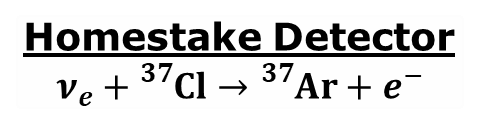 Homestake Detector
νₑ + ³⁷Cl → ³⁷Ar + e⁻